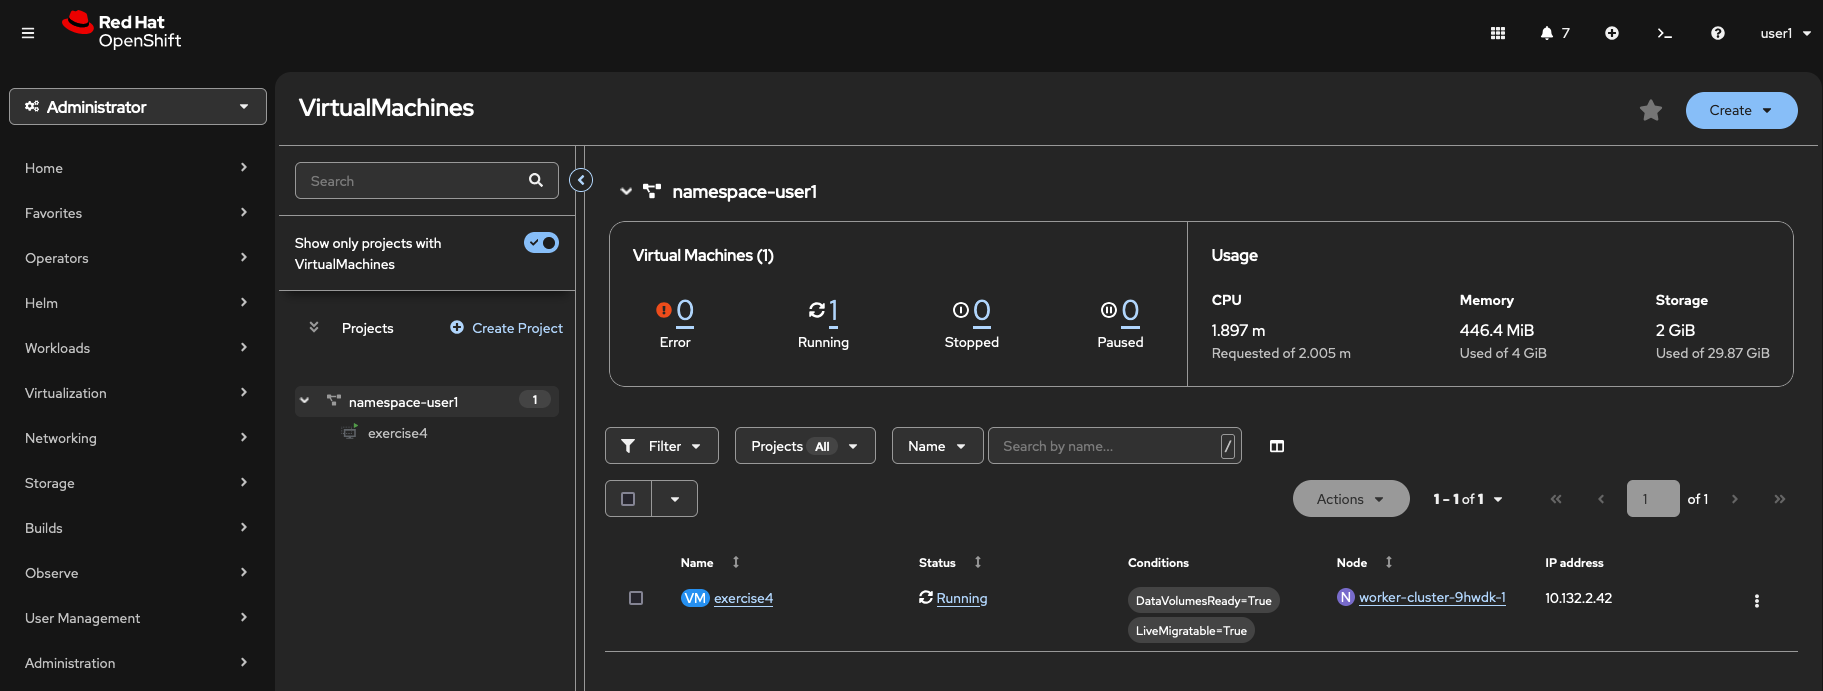 Red Hat
OpenShift
7
user1
Administrator
Home
Favorites
Operators
Helm
Workloads
Virtualization
Networking
Storage
Builds
Observe
User Management
Administration
VirtualMachines
Create
Search
Show only projects with
VirtualMachines
Projects
Create Project
namespace-user1
1
exercise4
namespace-user1
Virtual Machines (1)
0
Error
1
Running
0
Stopped
0
Paused
Usage
CPU
1.897 m
Requested of 2.005 m
Memory
446.4 MiB
Used of 4 GiB
Storage
2 GiB
Used of 29.87 GiB
Filter
Projects All
Name
Search by name...
/
Actions
1 - 1 of 1
1
of 1
Name Status Conditions Node IP address
VM exercise4 Running DataVolumesReady=True N worker-cluster-9hwdk-1 10.132.2.42
LiveMigratable=True